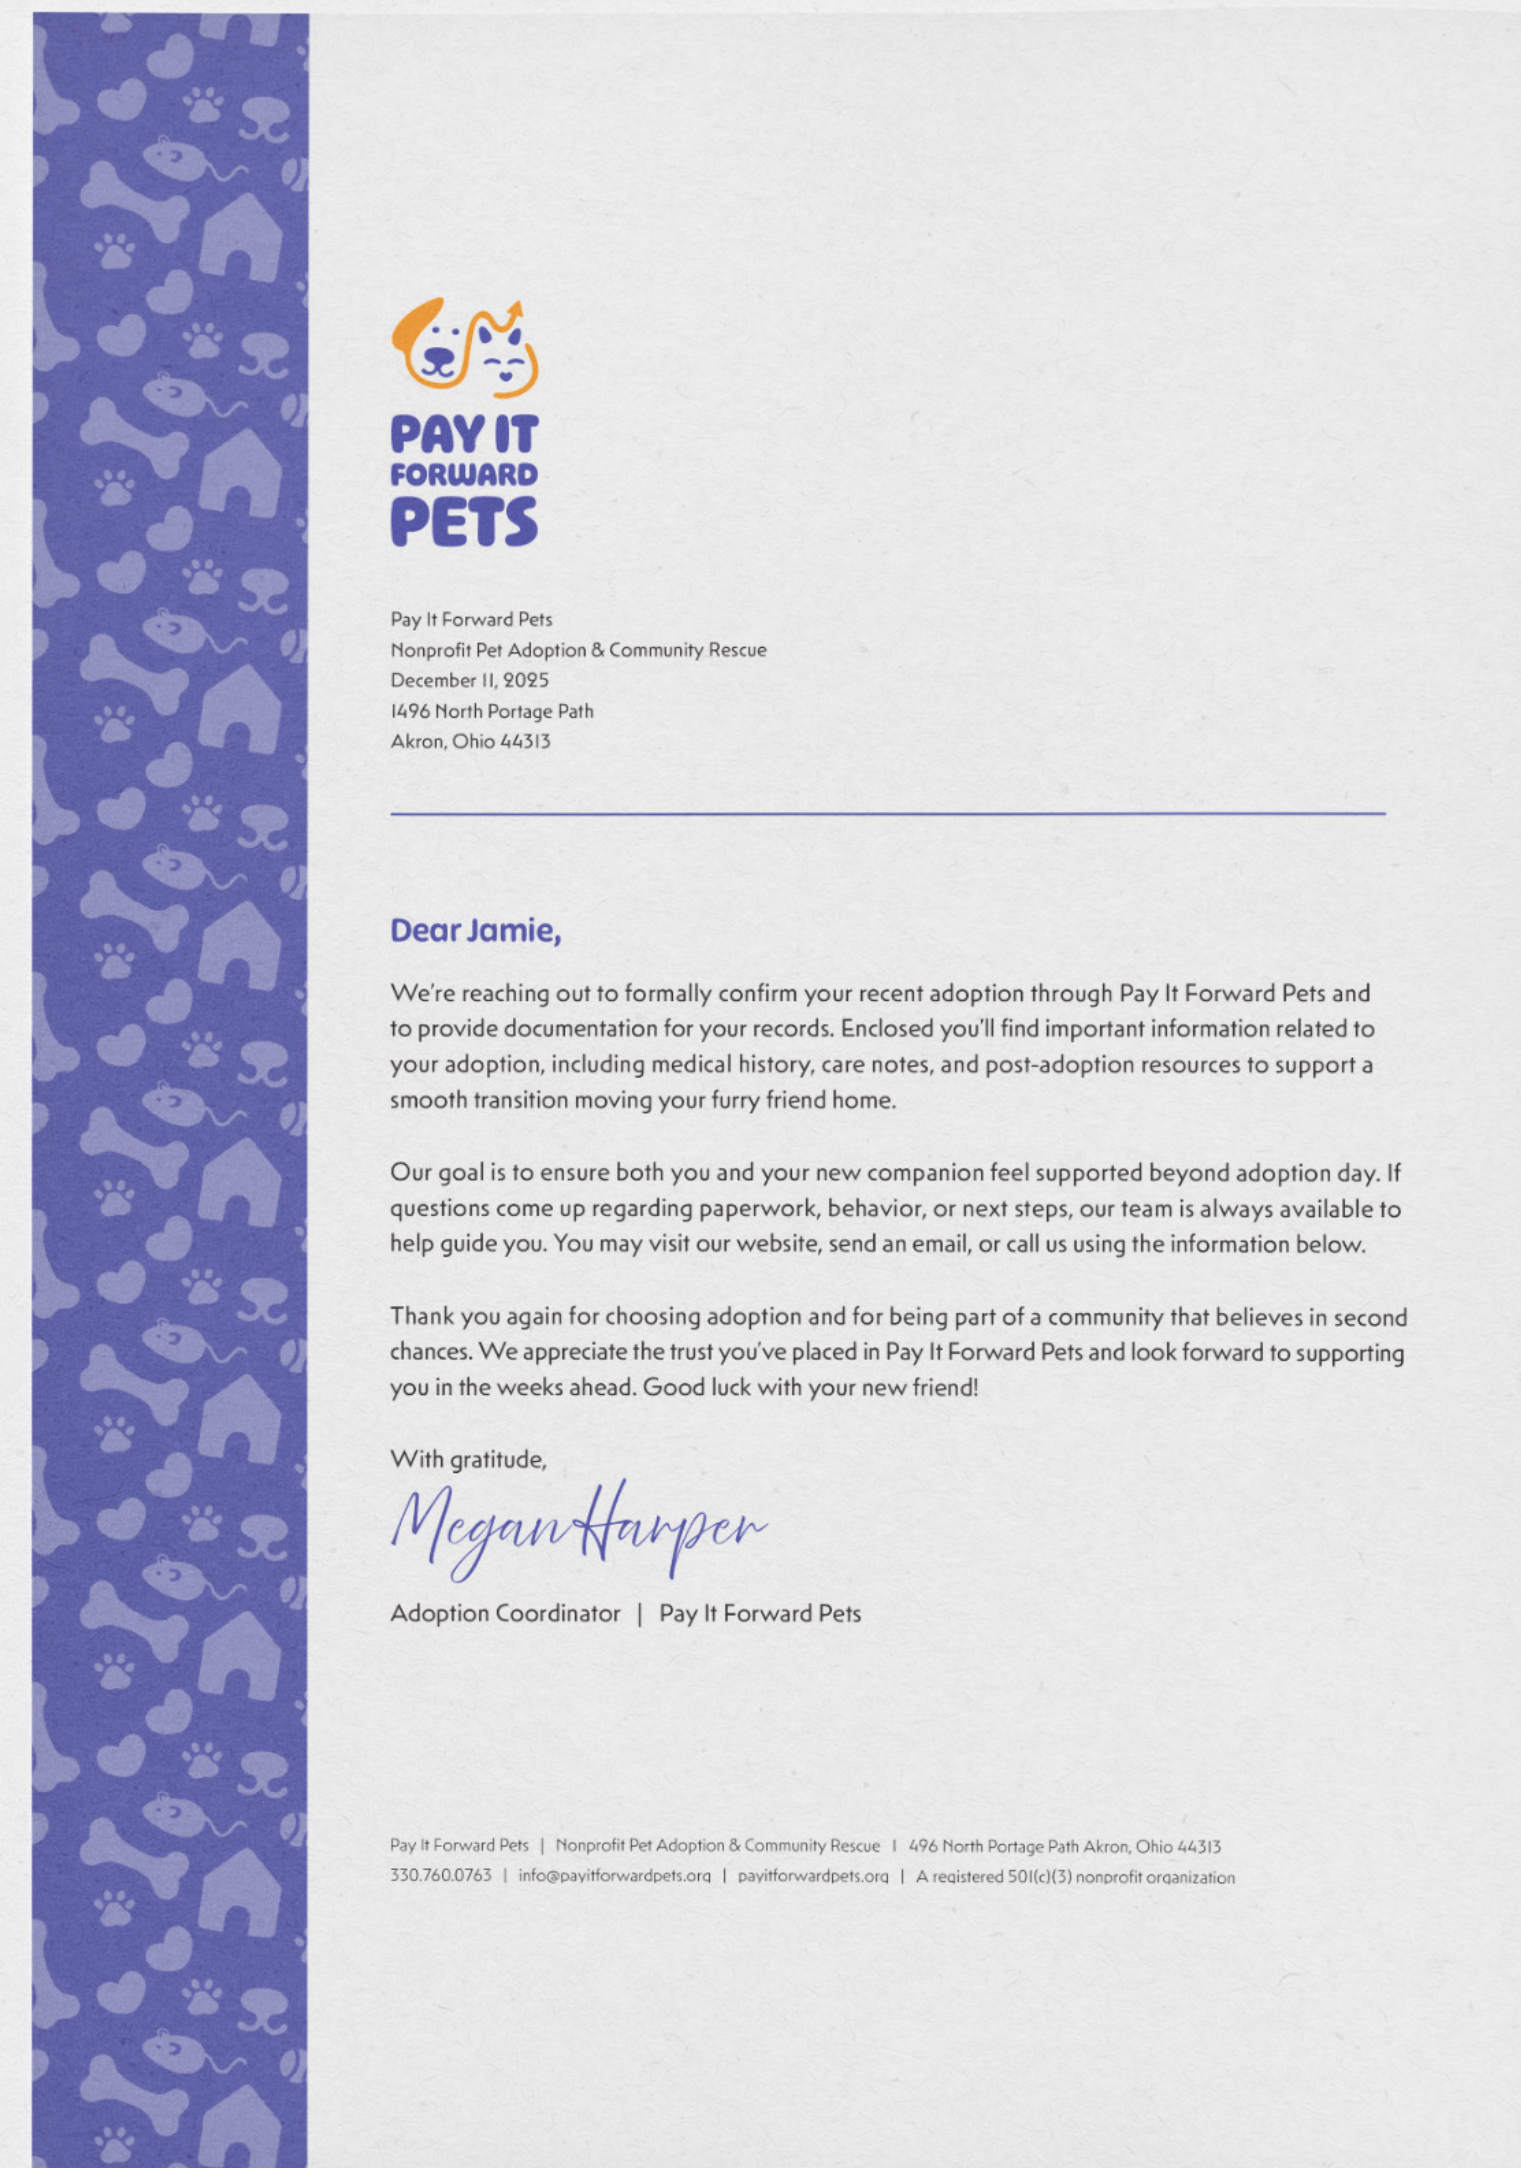 PAY IT
FORWARD
PETS
Pay It Forward Pets
Nonprofit Pet Adoption & Community Rescue
December 11, 2025
1496 North Portage Path
Akron, Ohio 44313
Dear Jamie,
We're reaching out to formally confirm your recent adoption through Pay It Forward Pets and
to provide documentation for your records. Enclosed you'll find important information related to
your adoption, including medical history, care notes, and post-adoption resources to support a
smooth transition moving your furry friend home.
Our goal is to ensure both you and your new companion feel supported beyond adoption day. If
questions come up regarding paperwork, behavior, or next steps, our team is always available to
help guide you. You may visit our website, send an email, or call us using the information below.
Thank you again for choosing adoption and for being part of a community that believes in second
chances. We appreciate the trust you've placed in Pay It Forward Pets and look forward to supporting
you in the weeks ahead. Good luck with your new friend!
With gratitude,
Megan Harper
Adoption Coordinator | Pay It Forward Pets
Pay It Forward Pets | Nonprofit Pet Adoption & Community Rescue | 496 North Portage Path Akron, Ohio 44313
330.760.0763 | info@payitforwardpets.org | payitforwardpets.org | A registered 501(c)(3) nonprofit organization